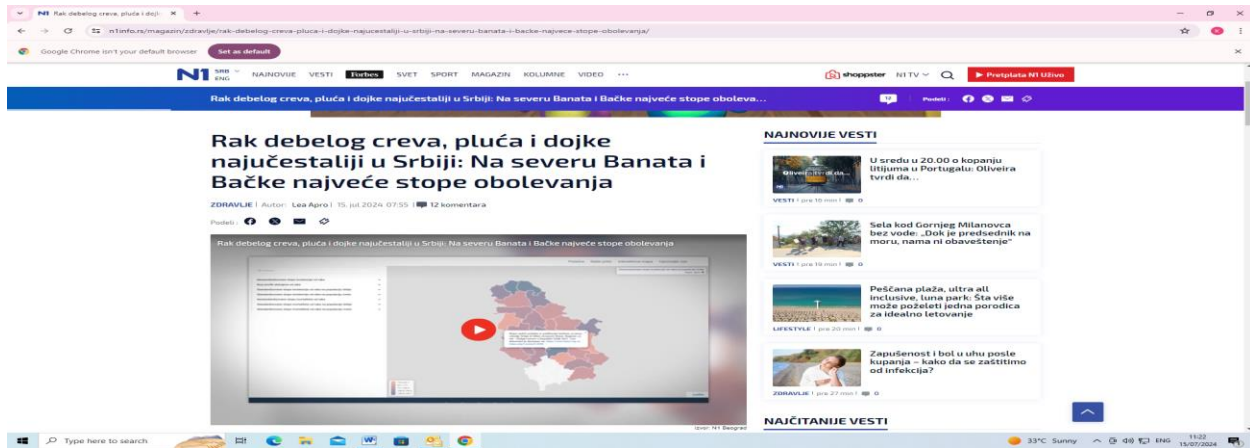 N1 Rak debelog creva, pluća i dojk
n1info.rs/magazin/zdravlje/rak-debelog-creva-pluca-i-dojke-najucestaliji-u-srbiji-na-severu-banata-i-backe-najvece-stope-obolevanja/
Google Chrome isn't your default browser Set as default
N1 SRB ENG NAJNOVIJE VESTI Forbes SVET SPORT MAGAZIN KOLUMNE VIDEO ••• shoppster N1 TV Pretplata N1 Uživo
Rak debelog creva, pluća i dojke najučestaliji u Srbiji: Na severu Banata i Bačke najveće stope oboleva... 12 Podeli :
Rak debelog creva, pluća i dojke
najučestaliji u Srbiji: Na severu Banata i
Bačke najveće stope obolevanja
ZDRAVLJE | Autor: Lea Apro | 15. jul 2024 07:55 | 12 komentara
Podeli :
Rak debelog creva, pluća i dojke najučestaliji u Srbiji: Na severu Banata i Bačke najveće stope obolevanja
Izvor: N1 Beograd
NAJNOVIJE VESTI
U sredu u 20.00 o kopanju
litijuma u Portugalu: Oliveira
tvrdi da...
VESTI | pre 16 min | 0
Sela kod Gornjeg Milanovca
bez vode: „Dok je predsednik na
moru, nama ni obaveštenje"
VESTI | pre 19 min | 0
Peščana plaža, ultra all
inclusive, luna park: Šta više
može poželeti jedna porodica
za idealno letovanje
LIFESTYLE | pre 20 min | 0
Zapušenost i bol u uhu posle
kupanja – kako da se zaštitimo
od infekcija?
ZDRAVLJE | pre 27 min | 0
NAJČITANIJE VESTI
Type here to search
33°C Sunny ENG 11:22
15/07/2024